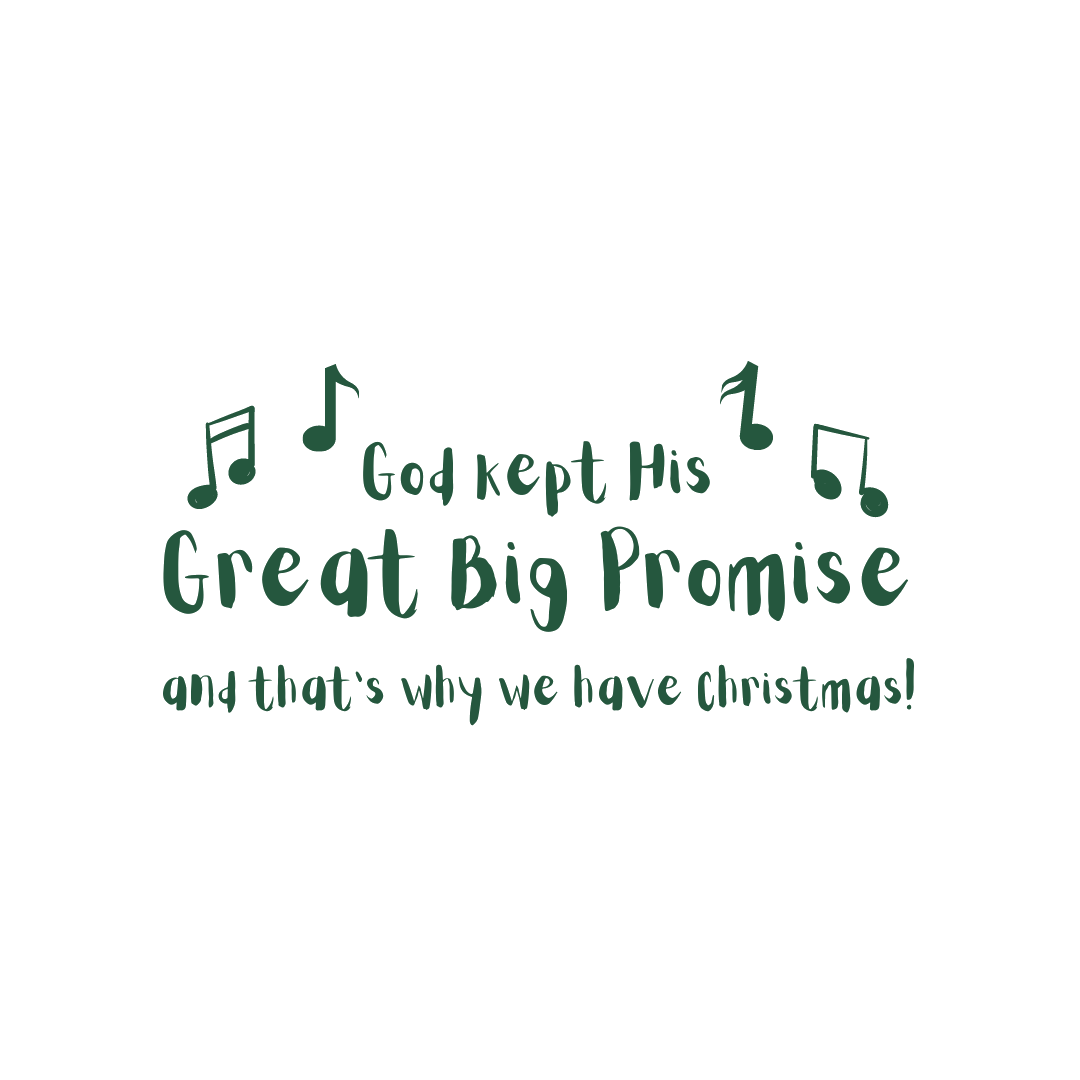 God kept His
Great Big Promise
and that's why we have Christmas!